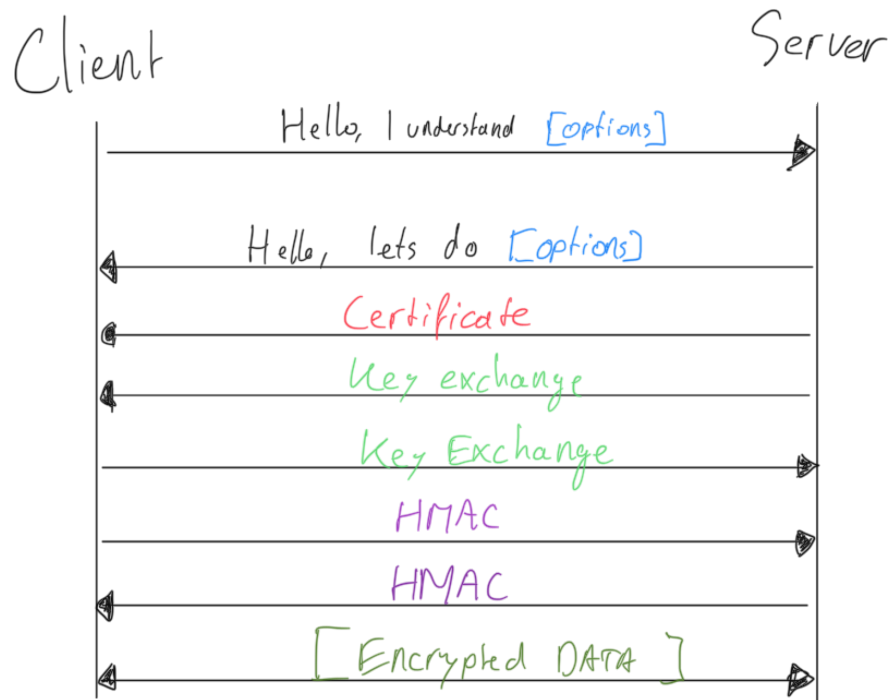 Client
Server
Hello, I understand [options]
Hello, lets do [options]
Certificate
Key exchange
Key Exchange
HMAC
HMAC
[Encrypted DATA]